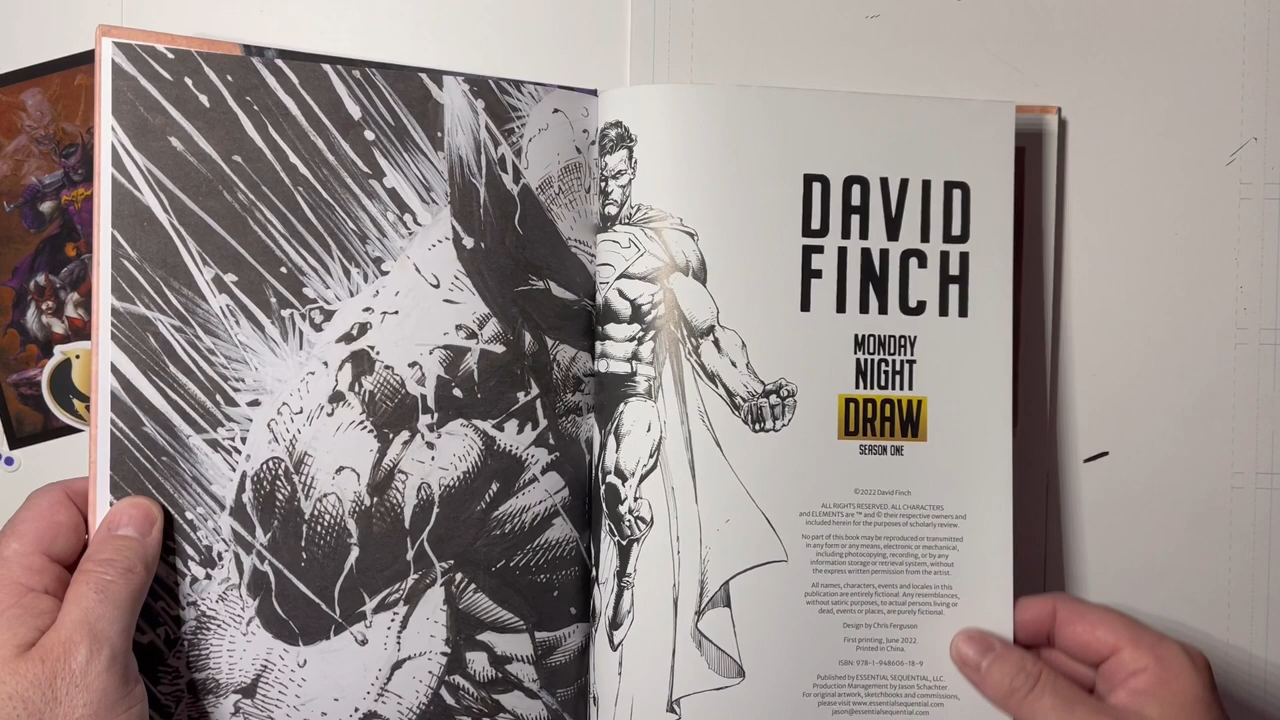 DAVID
FINCH
MONDAY
NIGHT
DRAW
SEASON ONE
©2022 David Finch
ALL RIGHTS RESERVED. ALL CHARACTERS
and ELEMENTS are ™ and © their respective owners and
included herein for the purposes of scholarly review.
No part of this book may be reproduced or transmitted
in any form or any means, electronic or mechanical,
including photocopying, recording, or by any
information storage or retrieval system, without
the express written permission from the artist.
All names, characters, events and locales in this
publication are entirely fictional. Any resemblances,
without satiric purposes, to actual persons living or
dead, events or places, are purely fictional.
Design by Chris Ferguson
First printing, June 2022.
Printed in China.
ISBN: 978-1-948606-18-9
Published by ESSENTIAL SEQUENTIAL, LLC.
Production Management by Jason Schachter
For original artwork, sketchbooks and commissions,
please visit www.essentialsequential.com
jason@essentialsequential.com